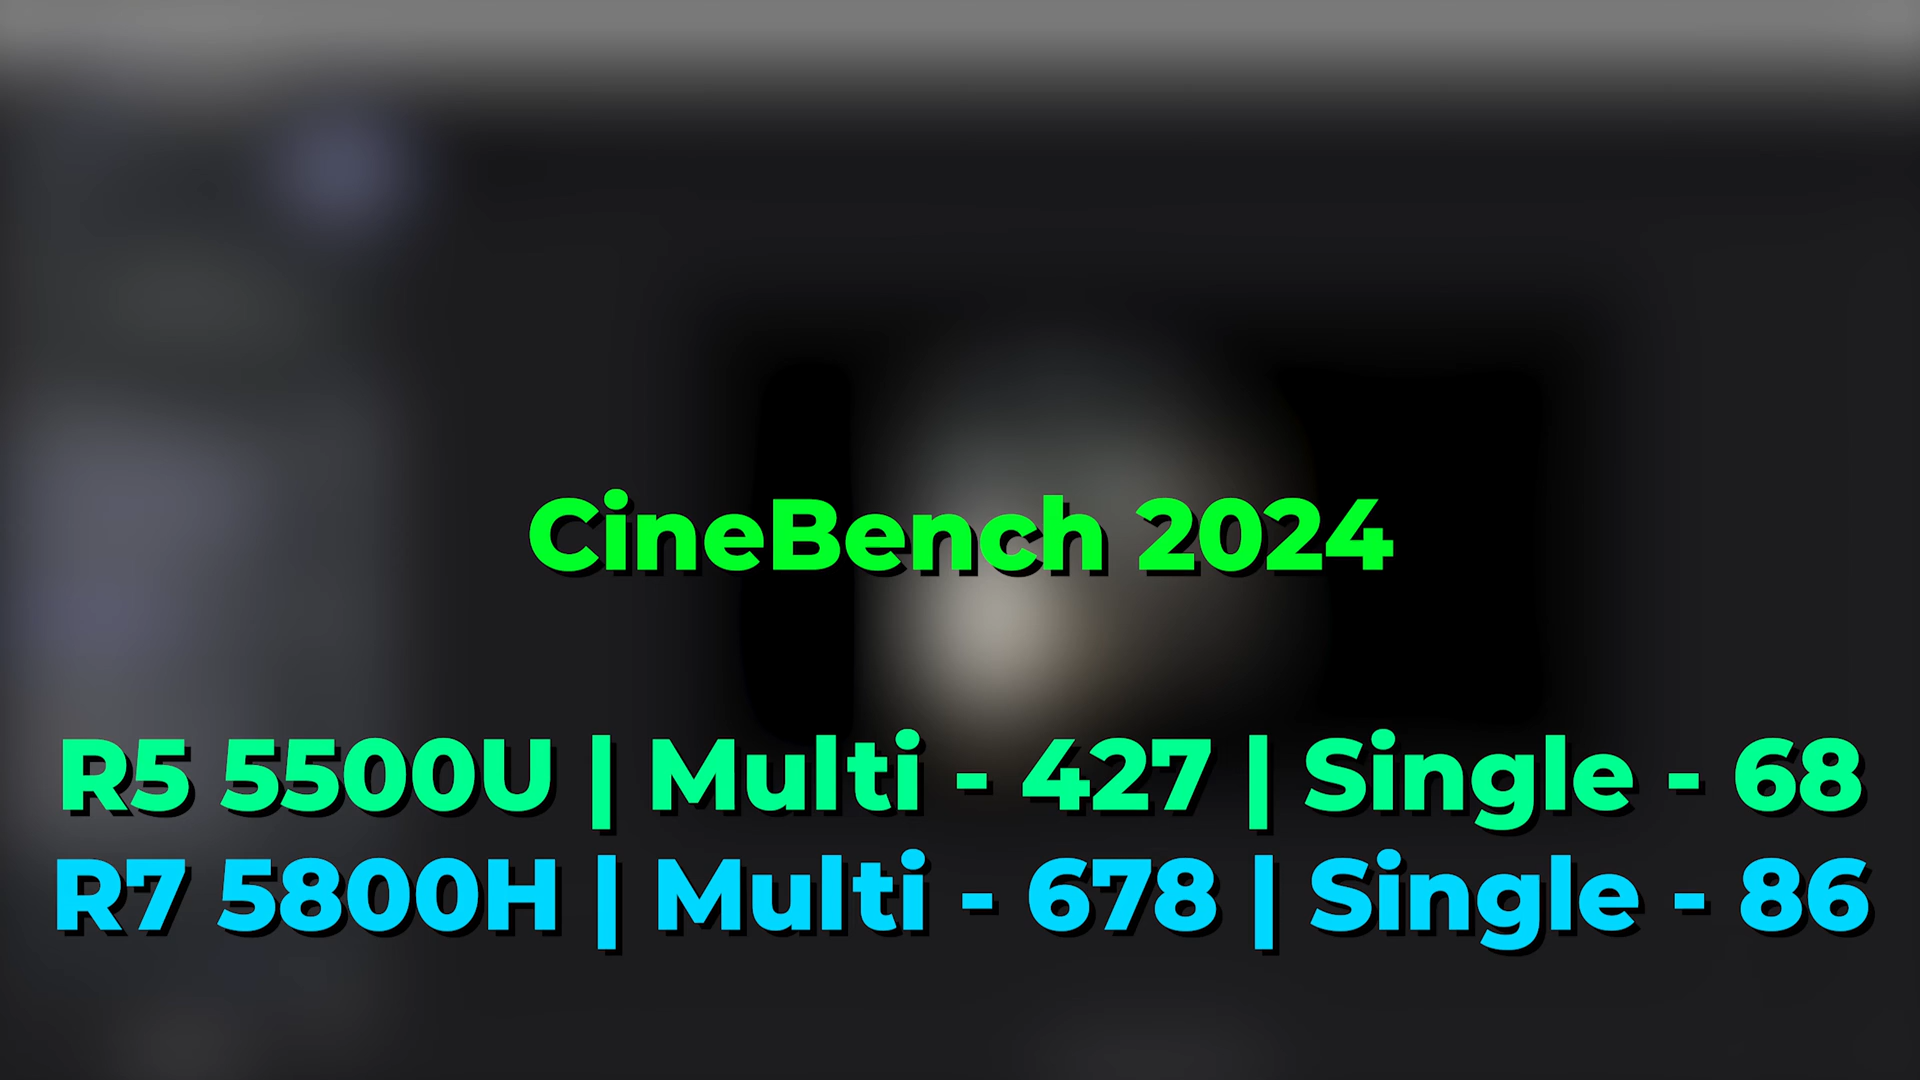 CineBench 2024
R5 5500U | Multi - 427 | Single - 68
R7 5800H | Multi - 678 | Single - 86